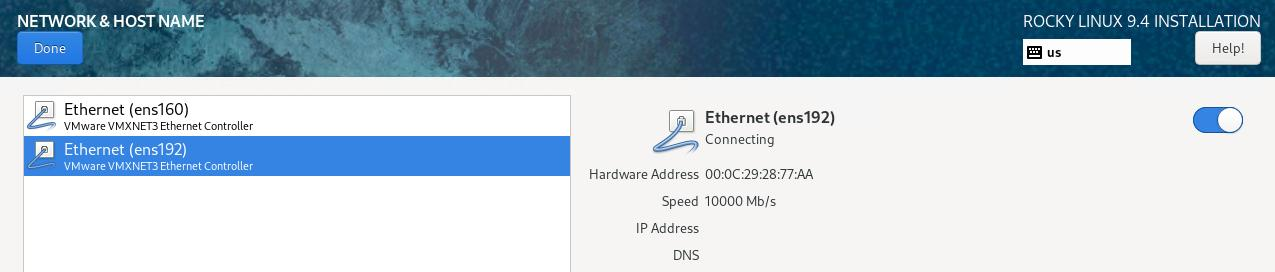 NETWORK & HOST NAME
ROCKY LINUX 9.4 INSTALLATION
Done
us
Help!
Ethernet (ens160)
VMware VMXNET3 Ethernet Controller
Ethernet (ens192)
VMware VMXNET3 Ethernet Controller
Ethernet (ens192)
Connecting
Hardware Address 00:0C:29:28:77:AA
Speed 10000 Mb/s
IP Address
DNS